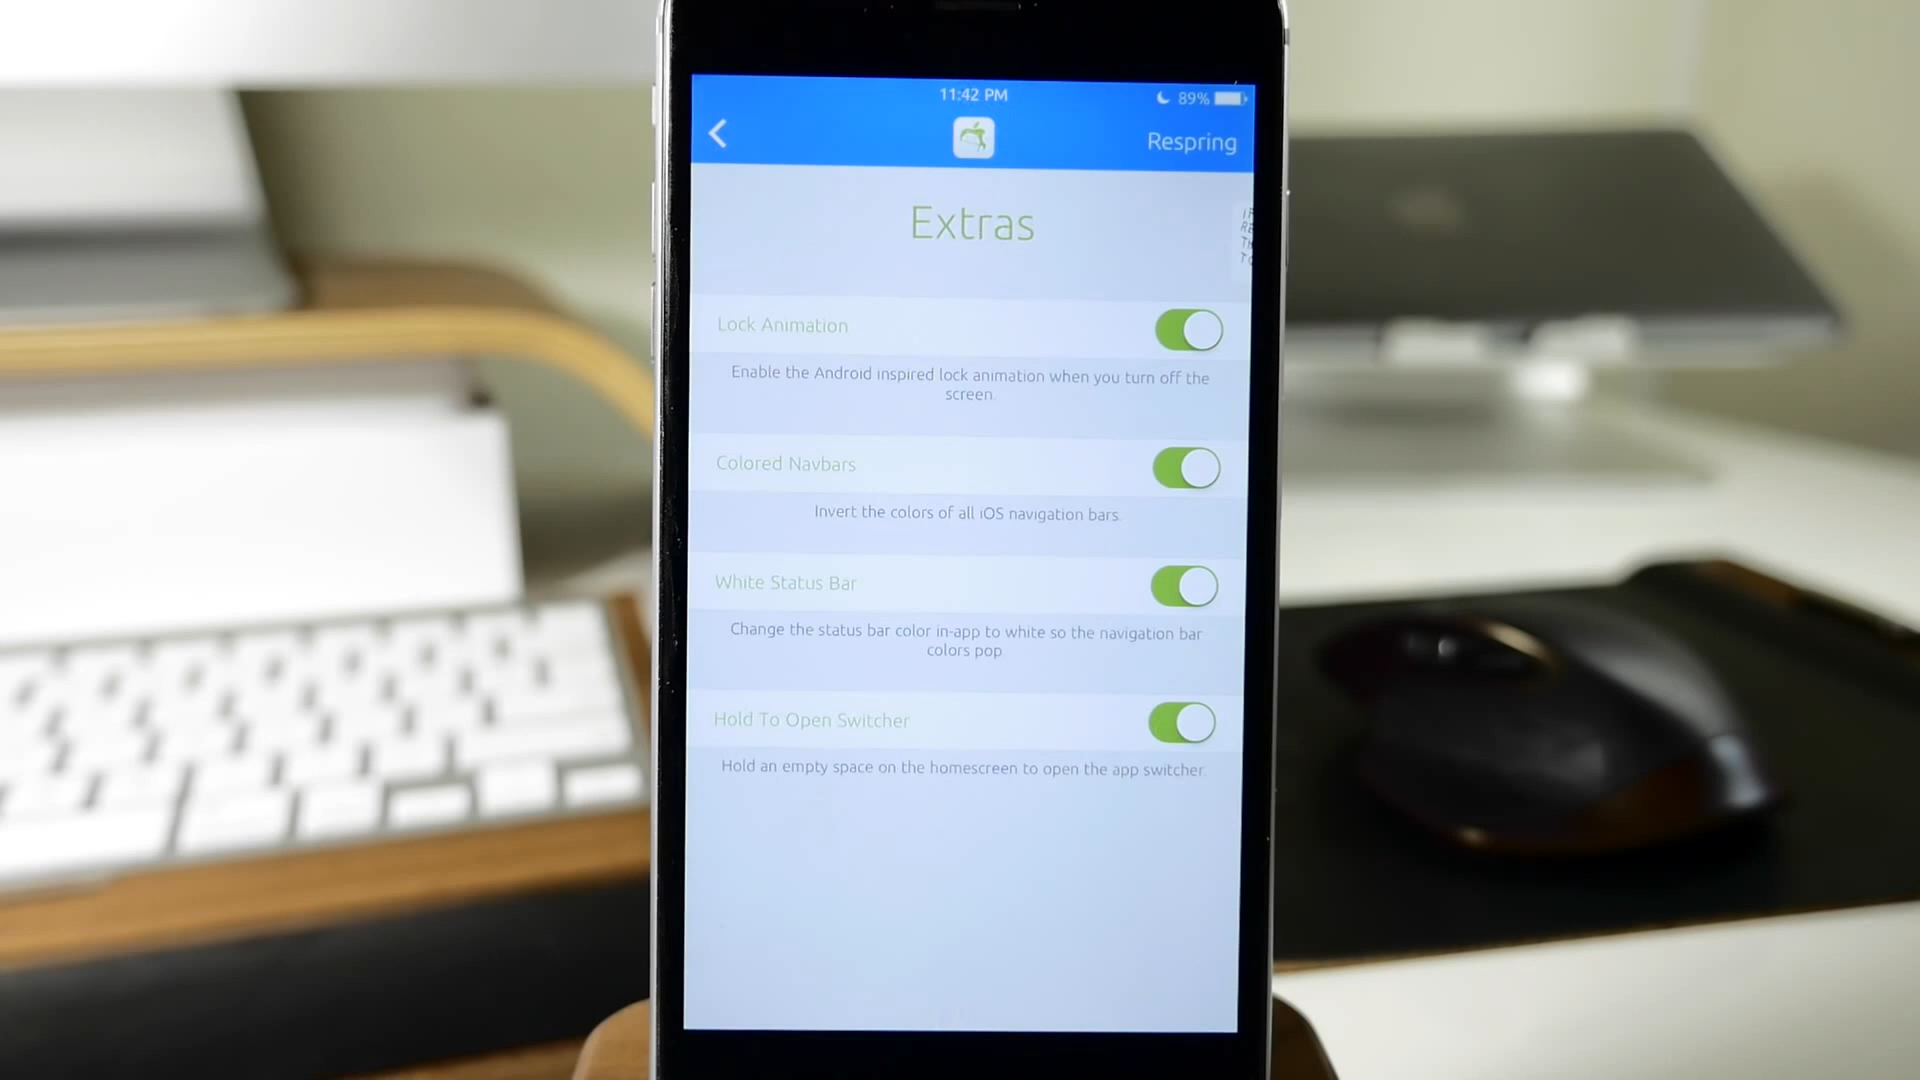 11:42 PM
89%
Respring
Extras
Lock Animation
Enable the Android inspired lock animation when you turn off the
screen.
Colored Navbars
Invert the colors of all iOS navigation bars.
White Status Bar
Change the status bar color in-app to white so the navigation bar
colors pop
Hold To Open Switcher
Hold an empty space on the homescreen to open the app switcher.